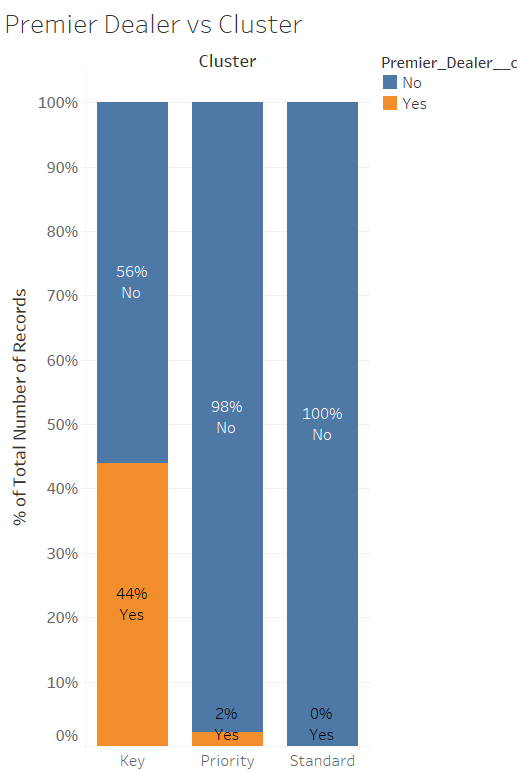 Premier Dealer vs Cluster
Cluster
Premier_Dealer__c
No
Yes
% of Total Number of Records
100%
90%
80%
70%
60%
50%
40%
30%
20%
10%
0%
56%
No
44%
Yes
98%
No
2%
Yes
100%
No
0%
Yes
Key
Priority
Standard